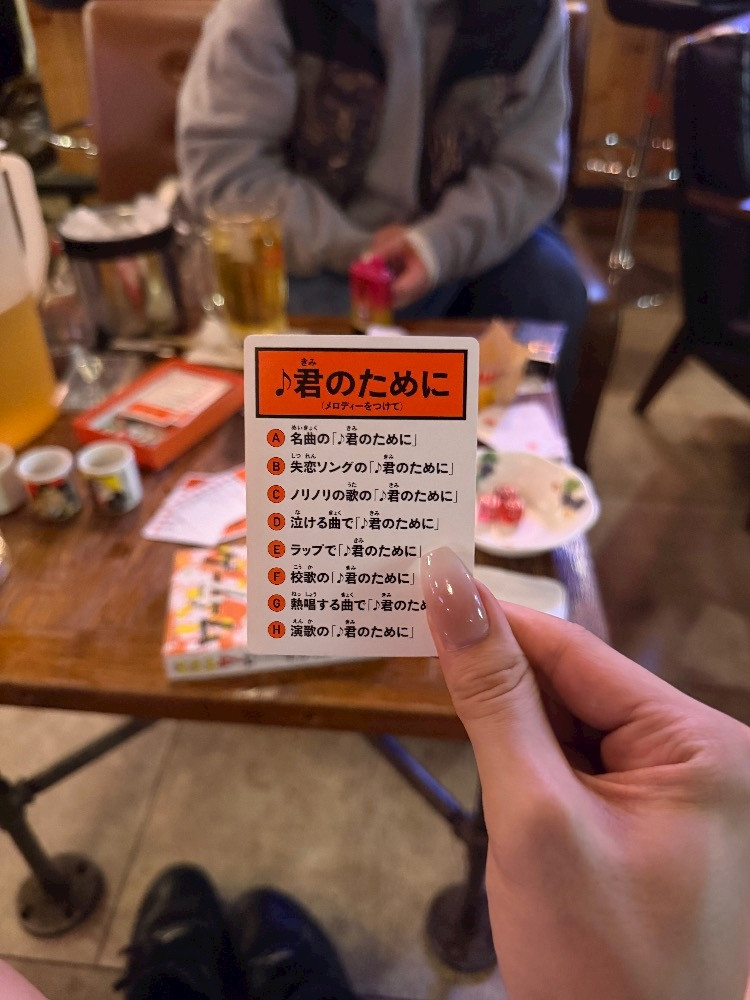 ♪君のために
(メロディーをつけて)
A 名曲の「♪君のために」
B 失恋ソングの「♪君のために」
C ノリノリの歌の「♪君のために」
D 泣ける曲で「♪君のために」
E ラップで「♪君のために」
F 校歌の「♪君のために」
G 熱唱する曲で「♪君のため
H 演歌の「♪君のために」